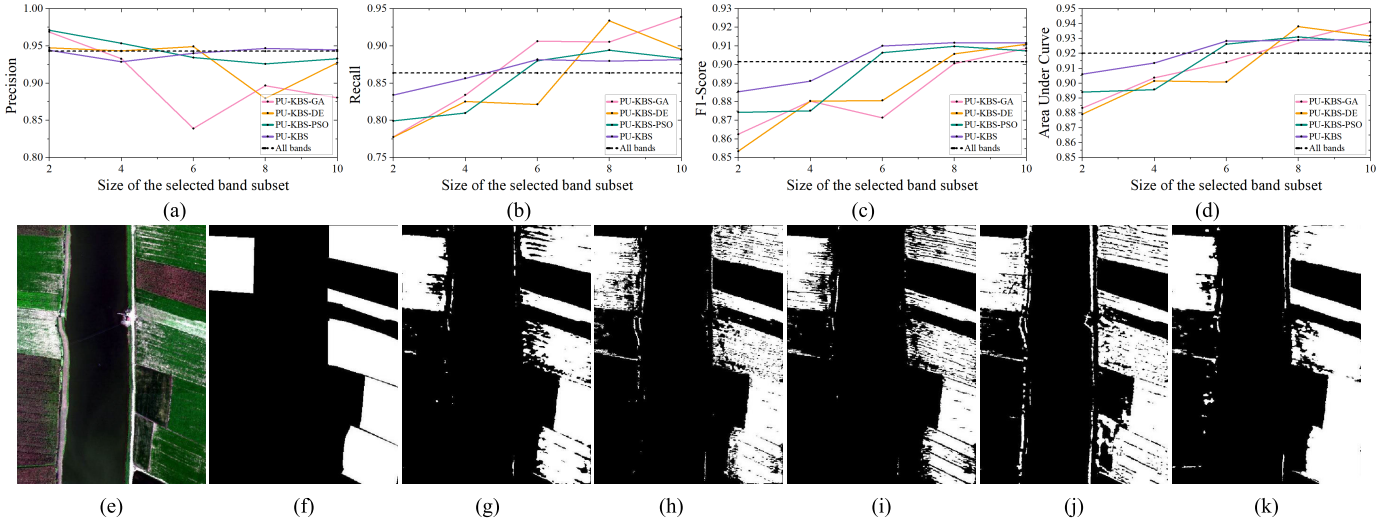 Precision
1.00
0.95
0.90
0.85
0.80
2 4 6 8 10
PU-KBS-GA
PU-KBS-DE
PU-KBS-PSO
PU-KBS
All bands
Size of the selected band subset
(a)
Recall
0.95
0.90
0.85
0.80
0.75
2 4 6 8 10
PU-KBS-GA
PU-KBS-DE
PU-KBS-PSO
PU-KBS
All bands
Size of the selected band subset
(b)
F1-Score
0.93
0.92
0.91
0.90
0.89
0.88
0.87
0.86
0.85
2 4 6 8 10
PU-KBS-GA
PU-KBS-DE
PU-KBS-PSO
PU-KBS
All bands
Size of the selected band subset
(c)
Area Under Curve
0.94
0.93
0.92
0.91
0.90
0.89
0.88
0.87
0.86
0.85
2 4 6 8 10
PU-KBS-GA
PU-KBS-DE
PU-KBS-PSO
PU-KBS
All bands
Size of the selected band subset
(d)
(e) (f) (g) (h) (i) (j) (k)